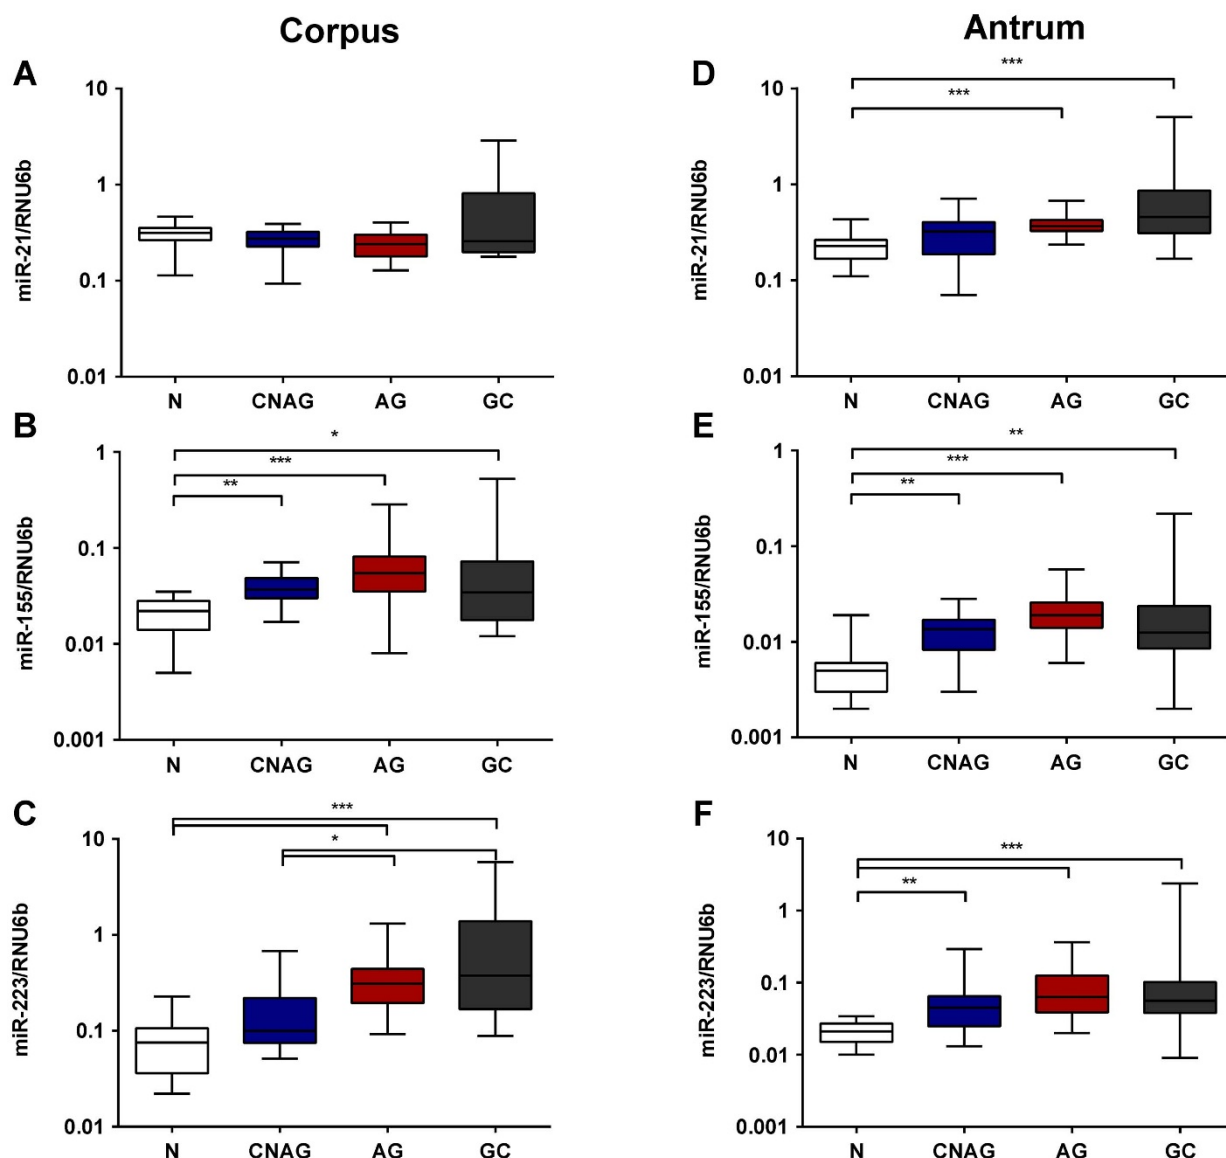 Corpus
Antrum
A
miR-21/RNU6b
10
1
0.1
0.01
N CNAG AG GC
D
miR-21/RNU6b
10
1
0.1
0.01
***
***
N CNAG AG GC
B
miR-155/RNU6b
1
0.1
0.01
0.001
*
***
**
N CNAG AG GC
E
miR-155/RNU6b
1
0.1
0.01
0.001
**
***
**
N CNAG AG GC
C
miR-223/RNU6b
10
1
0.1
0.01
***
*
N CNAG AG GC
F
miR-223/RNU6b
10
1
0.1
0.01
0.001
***
**
N CNAG AG GC